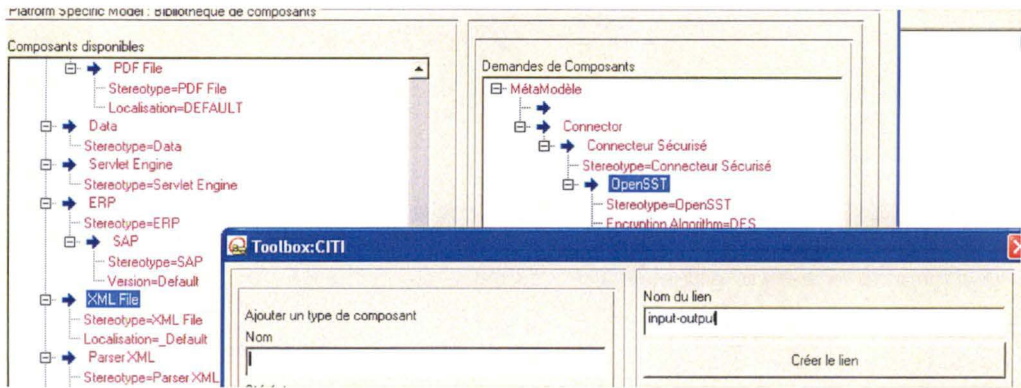 Platform Specific Model : Bibliothèque de composants
Composants disponibles
PDF File
Stereotype=PDF File
Localisation=DEFAULT
Data
Stereotype=Data
Servlet Engine
Stereotype=Servlet Engine
ERP
Stereotype=ERP
SAP
Stereotype=SAP
Version=Default
XML File
Stereotype=XML File
Localisation=_Default
Parser XML
Stereotype=Parser XML
Demandes de Composants
MétaModèle
Connector
Connecteur Sécurisé
Stereotype=Connecteur Sécurisé
OpenSST
Stereotype=OpenSST
Encryption Algorithm=DES
Toolbox:CITI
Ajouter un type de composant
Nom
Nom du lien
input-output
Créer le lien